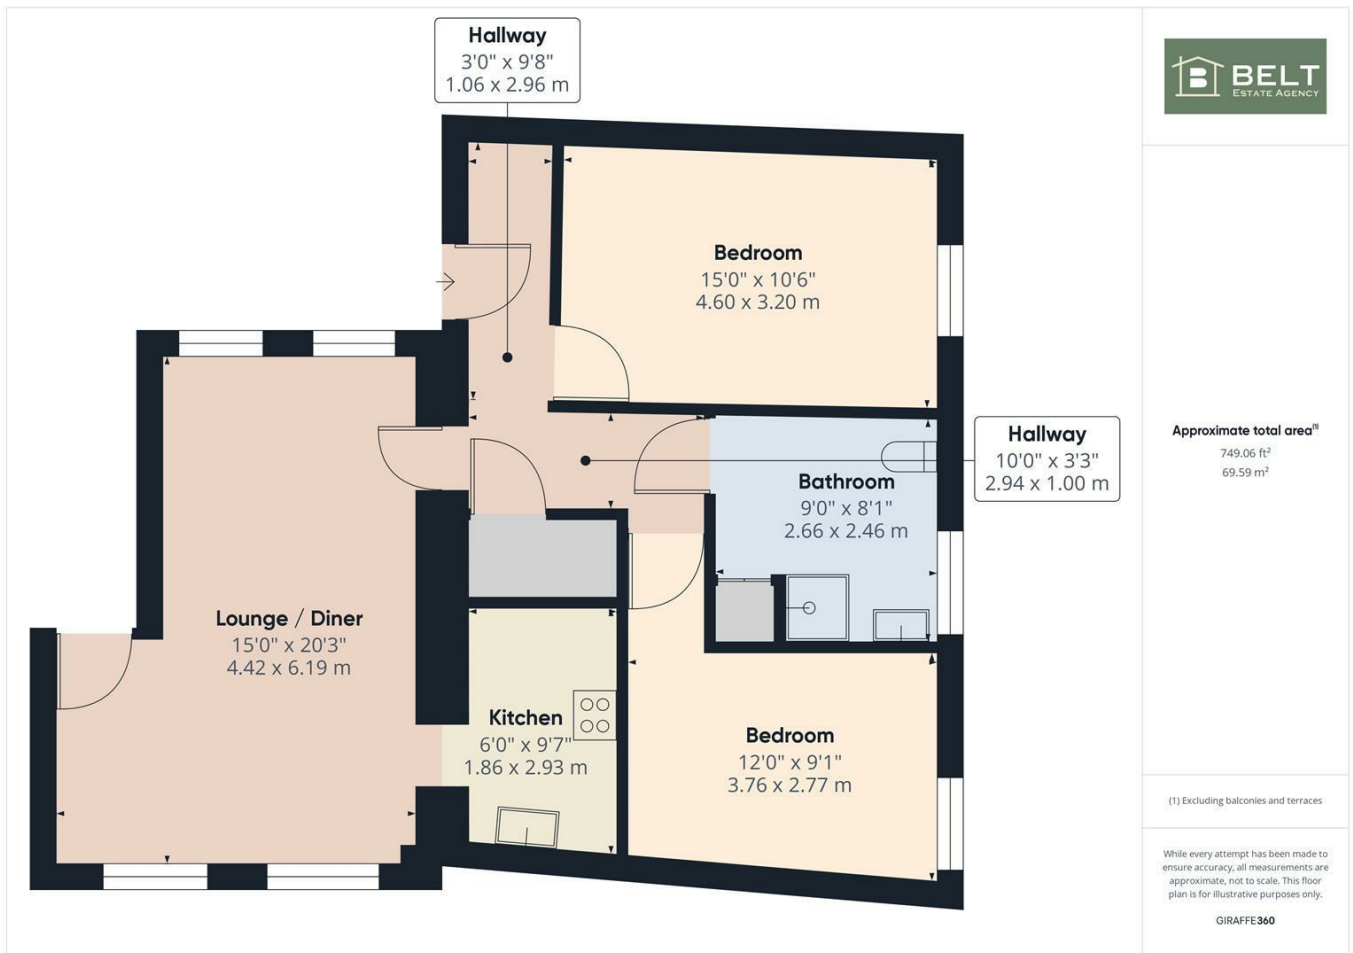 Hallway
3'0" x 9'8"
1.06 x 2.96 m
Bedroom
15'0" x 10'6"
4.60 x 3.20 m
Hallway
10'0" x 3'3"
2.94 x 1.00 m
Bathroom
9'0" x 8'1"
2.66 x 2.46 m
Lounge / Diner
15'0" x 20'3"
4.42 x 6.19 m
Kitchen
6'0" x 9'7"
1.86 x 2.93 m
Bedroom
12'0" x 9'1"
3.76 x 2.77 m
B BELT
ESTATE AGENCY
Approximate total area(1)
749.06 ft²
69.59 m²
(1) Excluding balconies and terraces
While every attempt has been made to
ensure accuracy, all measurements are
approximate, not to scale. This floor
plan is for illustrative purposes only.
GIRAFFE360